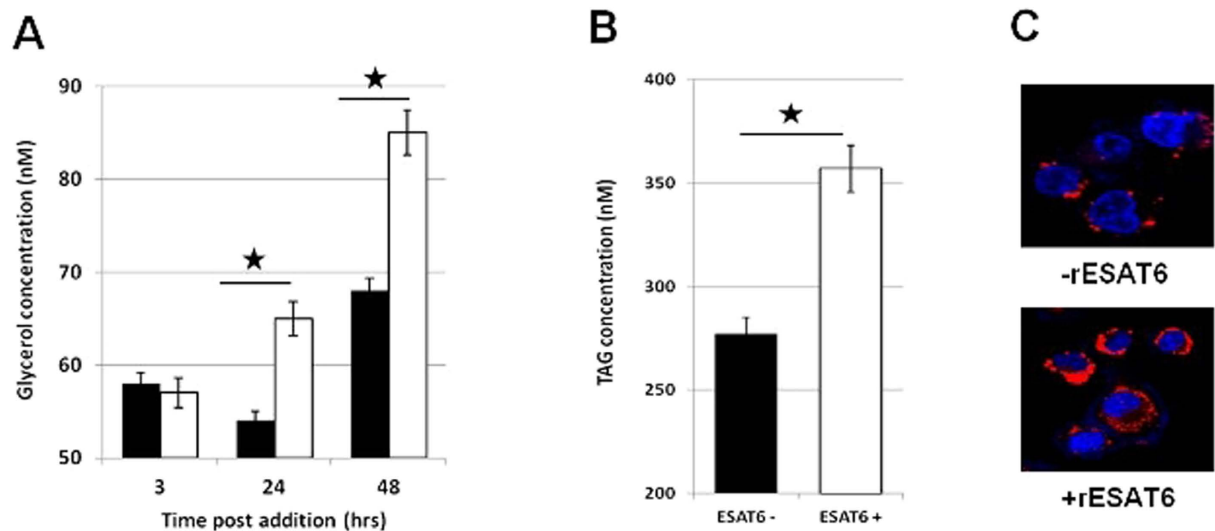 A
Glycerol concentration (nM)
90
80
70
60
50
3 24 48
Time post addition (hrs)
B
TAG concentration (nM)
400
350
300
250
200
ESAT6 - ESAT6 +
C
-rESAT6
+rESAT6